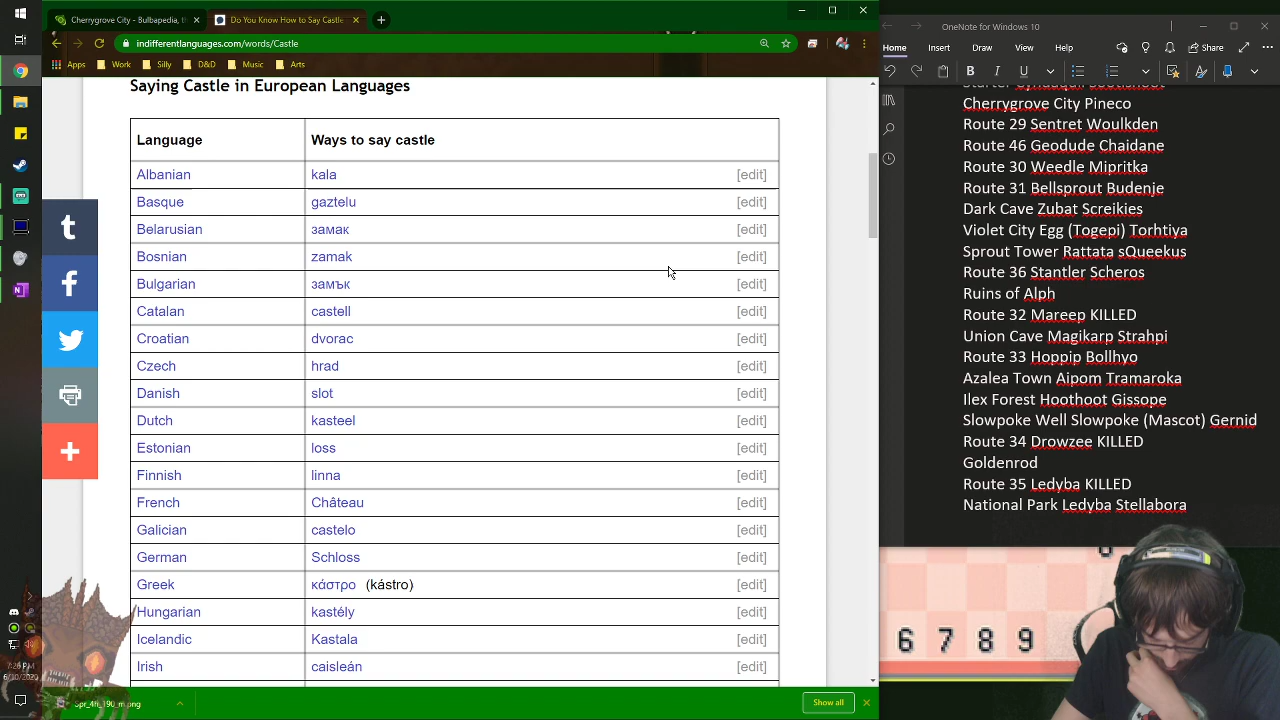 Cherrygrove City - Bulbapedia, th
Do You Know How to Say Castle
indifferentlanguages.com/words/Castle
Apps
Work
Silly
D&D
Music
Arts
Saying Castle in European Languages
Language Ways to say castle
Albanian kala [edit]
Basque gaztelu [edit]
Belarusian замак [edit]
Bosnian zamak [edit]
Bulgarian замък [edit]
Catalan castell [edit]
Croatian dvorac [edit]
Czech hrad [edit]
Danish slot [edit]
Dutch kasteel [edit]
Estonian loss [edit]
Finnish linna [edit]
French Château [edit]
Galician castelo [edit]
German Schloss [edit]
Greek κάστρο (kástro) [edit]
Hungarian kastély [edit]
Icelandic Kastala [edit]
Irish caisleán [edit]
7:26 PM
6/10/2020
Spr_4h_190_m.png
Show all
OneNote for Windows 10
Home Insert Draw View Help Share
Cherrygrove City Pineco
Route 29 Sentret Woulkden
Route 46 Geodude Chaidane
Route 30 Weedle Mipritka
Route 31 Bellsprout Budenje
Dark Cave Zubat Screikies
Violet City Egg (Togepi) Torhtiya
Sprout Tower Rattata sQueekus
Route 36 Stantler Scheros
Ruins of Alph
Route 32 Mareep KILLED
Union Cave Magikarp Strahpi
Route 33 Hoppip Bollhyo
Azalea Town Aipom Tramaroka
Ilex Forest Hoothoot Gissope
Slowpoke Well Slowpoke (Mascot) Gernid
Route 34 Drowzee KILLED
Goldenrod
Route 35 Ledyba KILLED
National Park Ledyba Stellabora
6 7 8 9